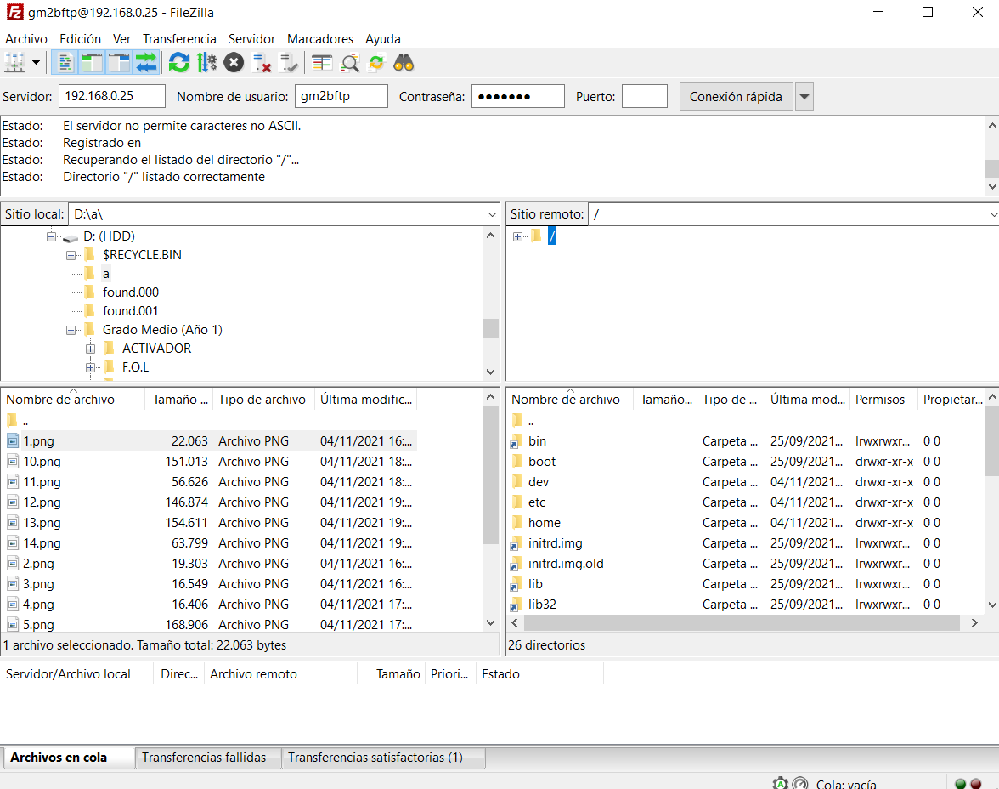 gm2bftp@192.168.0.25 - FileZilla
Archivo Edición Ver Transferencia Servidor Marcadores Ayuda
Servidor: 192.168.0.25 Nombre de usuario: gm2bftp Contraseña: ●●●●●●● Puerto: Conexión rápida
Estado: El servidor no permite caracteres no ASCII.
Estado: Registrado en
Estado: Recuperando el listado del directorio "/"...
Estado: Directorio "/" listado correctamente
Sitio local: D:\a\
D: (HDD)
$RECYCLE.BIN
a
found.000
found.001
Grado Medio (Año 1)
ACTIVADOR
F.O.L
Sitio remoto: /
/
Nombre de archivo Tamaño ... Tipo de archivo Última modific...
..
1.png 22.063 Archivo PNG 04/11/2021 16:...
10.png 151.013 Archivo PNG 04/11/2021 18:...
11.png 56.626 Archivo PNG 04/11/2021 18:...
12.png 146.874 Archivo PNG 04/11/2021 19:...
13.png 154.611 Archivo PNG 04/11/2021 19:...
14.png 63.799 Archivo PNG 04/11/2021 19:...
2.png 19.303 Archivo PNG 04/11/2021 16:...
3.png 16.549 Archivo PNG 04/11/2021 16:...
4.png 16.406 Archivo PNG 04/11/2021 17:...
5.png 168.906 Archivo PNG 04/11/2021 17:...
1 archivo seleccionado. Tamaño total: 22.063 bytes
Nombre de archivo Tamaño... Tipo de ... Última mod... Permisos Propietar...
..
bin Carpeta ... 25/09/2021... lrwxrwxr... 0 0
boot Carpeta ... 25/09/2021... drwxr-xr-x 0 0
dev Carpeta ... 04/11/2021... drwxr-xr-x 0 0
etc Carpeta ... 04/11/2021... drwxr-xr-x 0 0
home Carpeta ... 04/11/2021... drwxr-xr-x 0 0
initrd.img Carpeta ... 25/09/2021... lrwxrwxr... 0 0
initrd.img.old Carpeta ... 25/09/2021... lrwxrwxr... 0 0
lib Carpeta ... 25/09/2021... lrwxrwxr... 0 0
lib32 Carpeta ... 25/09/2021... lrwxrwxr... 0 0
26 directorios
Servidor/Archivo local Direc... Archivo remoto Tamaño Priori... Estado
Archivos en cola Transferencias fallidas Transferencias satisfactorias (1)
Cola: vacía